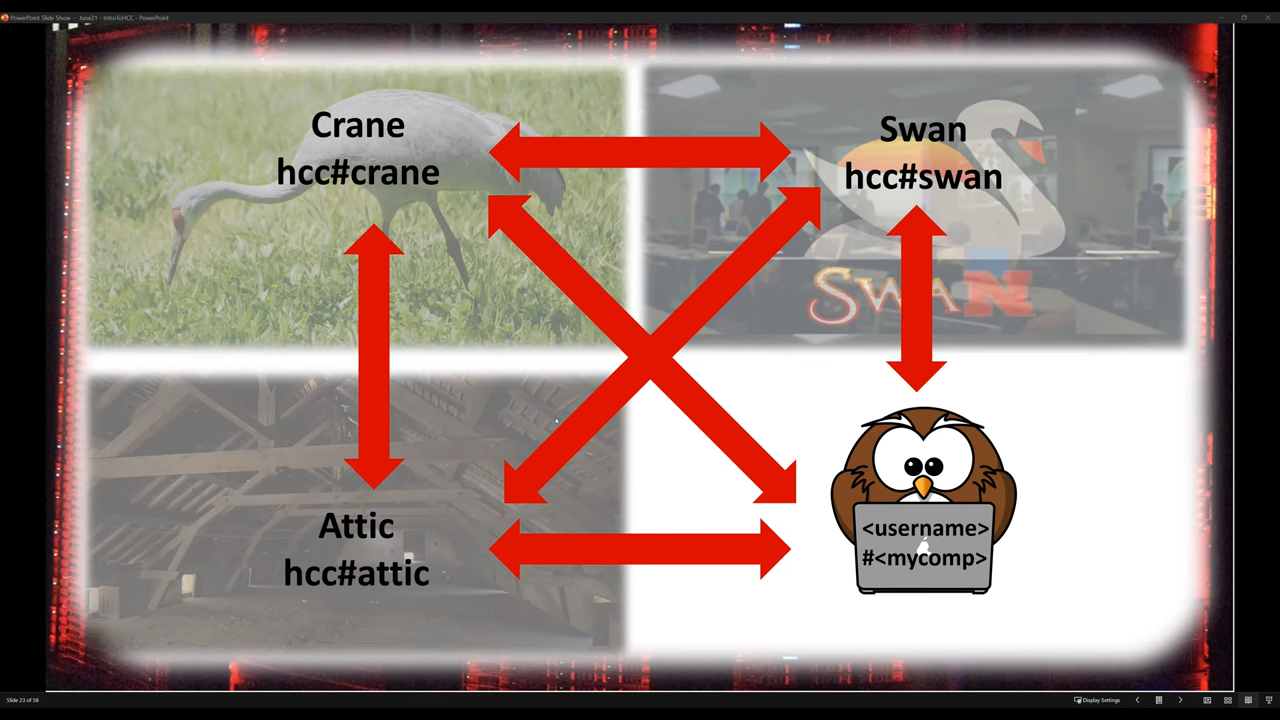 PowerPoint Slide Show - June21 - IntroToHCC - PowerPoint
Crane
hcc#crane
Swan
hcc#swan
SWAN
Attic
hcc#attic
<username>
#<mycomp>
Slide 23 of 58
Display Settings